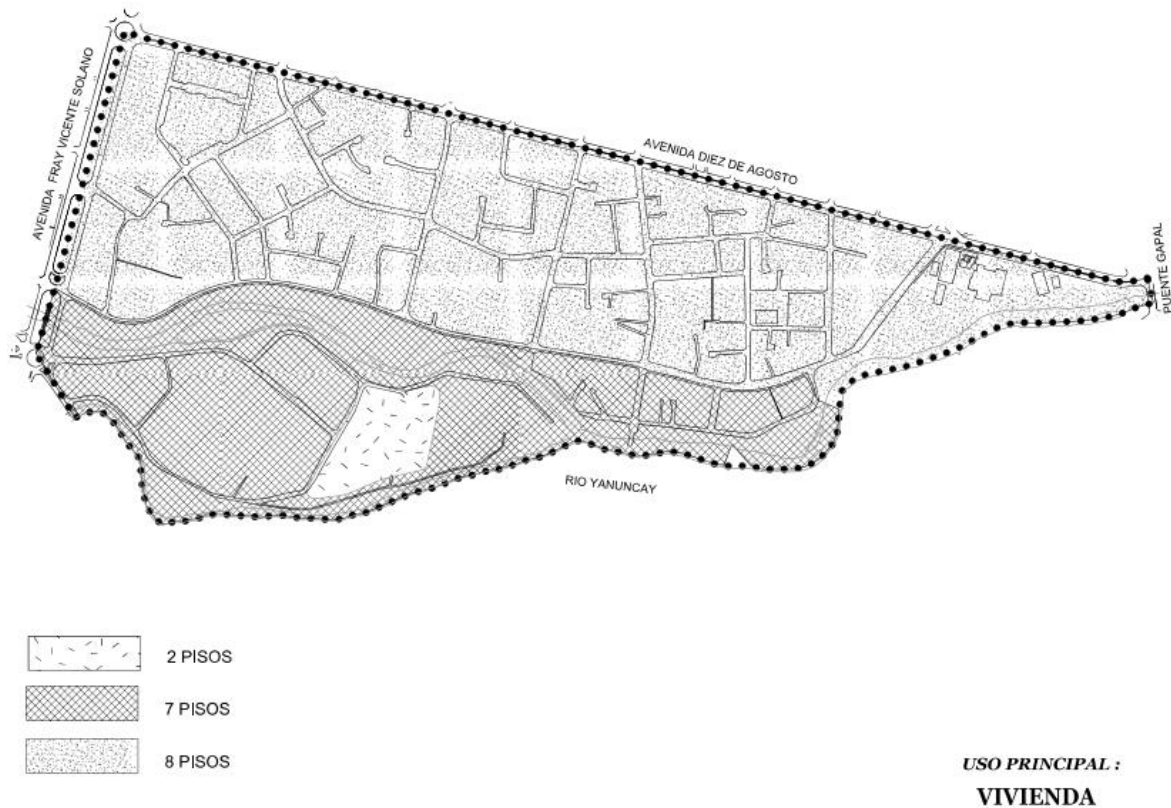 AVENIDA FRAY VICENTE SOLANO
AVENIDA DIEZ DE AGOSTO
PUENTE GAPAL
RIO YANUNCAY
2 PISOS
7 PISOS
8 PISOS
USO PRINCIPAL :
VIVIENDA